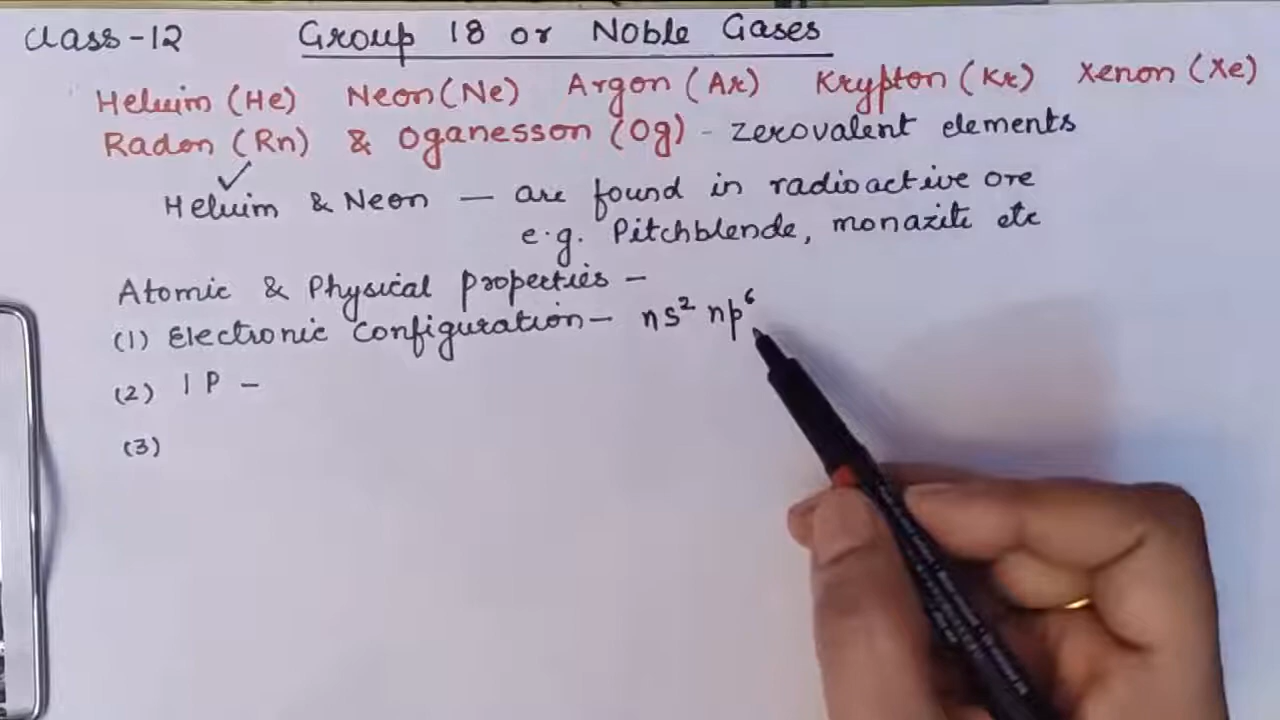 Class-12 Group 18 or Noble Gases
Heluim (He) Neon(Ne) Argon (Ar) Krypton (Kr) Xenon (Xe)
Radon (Rn) & Oganesson (Og) - zerovalent elements
Heluim & Neon — are found in radioactive ore
e.g. Pitchblende, monazite etc
Atomic & Physical properties -
(1) Electronic Configuration - ns² np⁶
(2) IP -
(3)